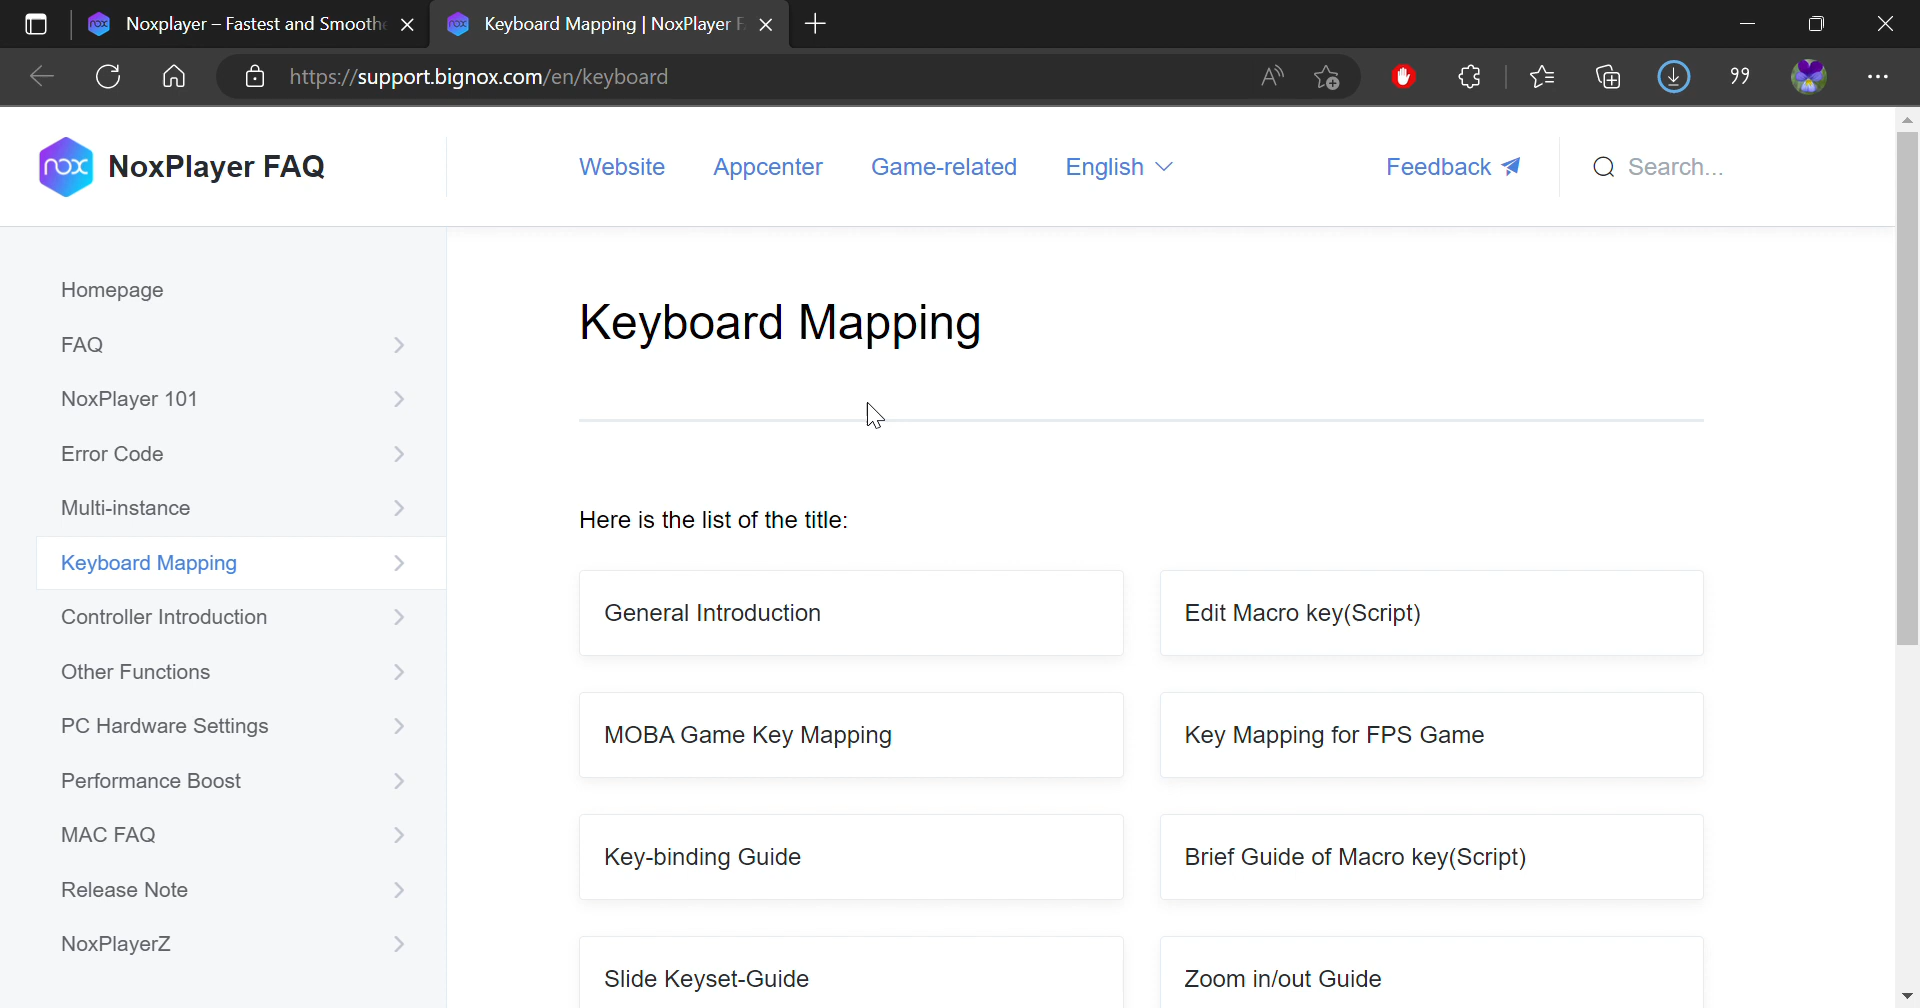 Noxplayer – Fastest and Smooth
Keyboard Mapping | NoxPlayer F
https://support.bignox.com/en/keyboard
nox NoxPlayer FAQ
Website
Appcenter
Game-related
English
Feedback
Search...
Homepage
FAQ
NoxPlayer 101
Error Code
Multi-instance
Keyboard Mapping
Controller Introduction
Other Functions
PC Hardware Settings
Performance Boost
MAC FAQ
Release Note
NoxPlayerZ
Keyboard Mapping
Here is the list of the title:
General Introduction
Edit Macro key(Script)
MOBA Game Key Mapping
Key Mapping for FPS Game
Key-binding Guide
Brief Guide of Macro key(Script)
Slide Keyset-Guide
Zoom in/out Guide